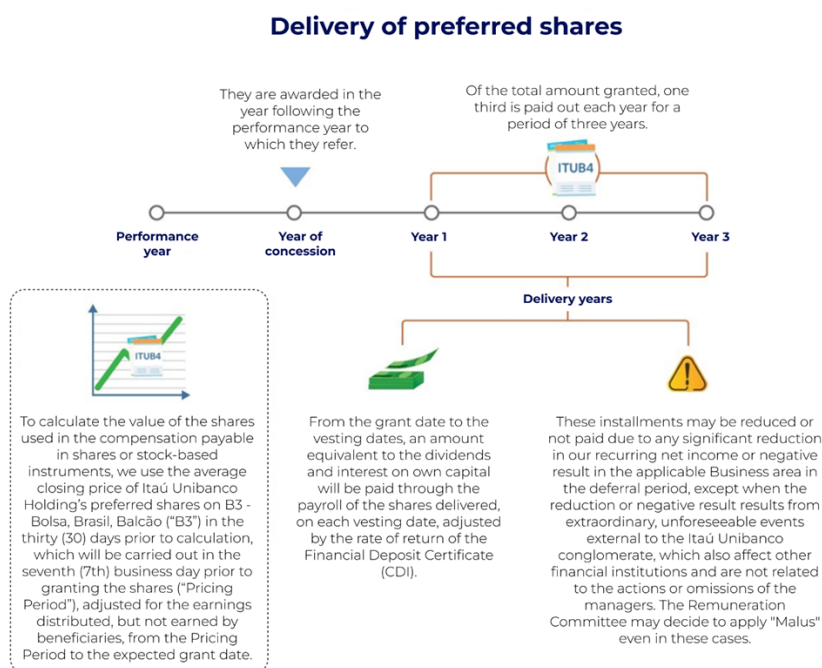 Delivery of preferred shares
They are awarded in the
year following the
performance year to
which they refer.
Of the total amount granted, one
third is paid out each year for a
period of three years.
ITUB4
Performance
year
Year of
concession
Year 1
Year 2
Year 3
Delivery years
ITUB4
To calculate the value of the shares
used in the compensation payable
in shares or stock-based
instruments, we use the average
closing price of Itaú Unibanco
Holding's preferred shares on B3 -
Bolsa, Brasil, Balcão (“B3”) in the
thirty (30) days prior to calculation,
which will be carried out in the
seventh (7th) business day prior to
granting the shares (“Pricing
Period”), adjusted for the earnings
distributed, but not earned by
beneficiaries, from the Pricing
Period to the expected grant date.
From the grant date to the
vesting dates, an amount
equivalent to the dividends
and interest on own capital
will be paid through the
payroll of the shares delivered,
on each vesting date, adjusted
by the rate of return of the
Financial Deposit Certificate
(CDI).
These installments may be reduced or
not paid due to any significant reduction
in our recurring net income or negative
result in the applicable Business area in
the deferral period, except when the
reduction or negative result results from
extraordinary, unforeseeable events
external to the Itaú Unibanco
conglomerate, which also affect other
financial institutions and are not related
to the actions or omissions of the
managers. The Remuneration
Committee may decide to apply "Malus"
even in these cases.